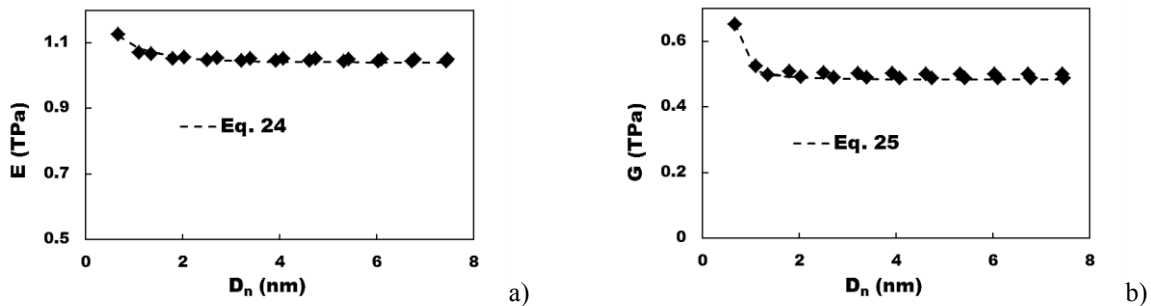 1.1
0.9
0.7
0.5
E (TPa)
Eq. 24
0 2 4 6 8
Dn (nm)
a)
0.6
0.4
0.2
0
G (TPa)
Eq. 25
0 2 4 6 8
Dn (nm)
b)